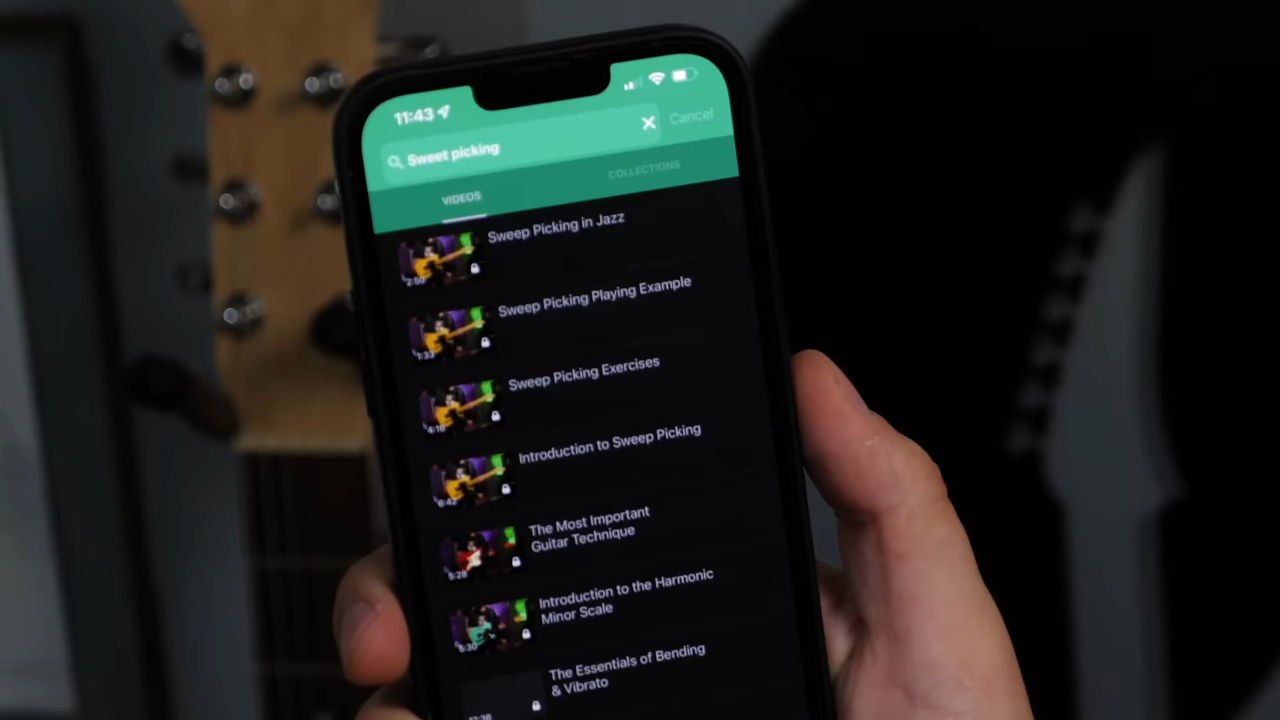 11:43
Sweet picking
Cancel
VIDEOS
COLLECTIONS
Sweep Picking in Jazz
2:50
Sweep Picking Playing Example
1:33
Sweep Picking Exercises
4:16
Introduction to Sweep Picking
6:42
The Most Important
Guitar Technique
5:28
Introduction to the Harmonic
Minor Scale
5:30
The Essentials of Bending
& Vibrato